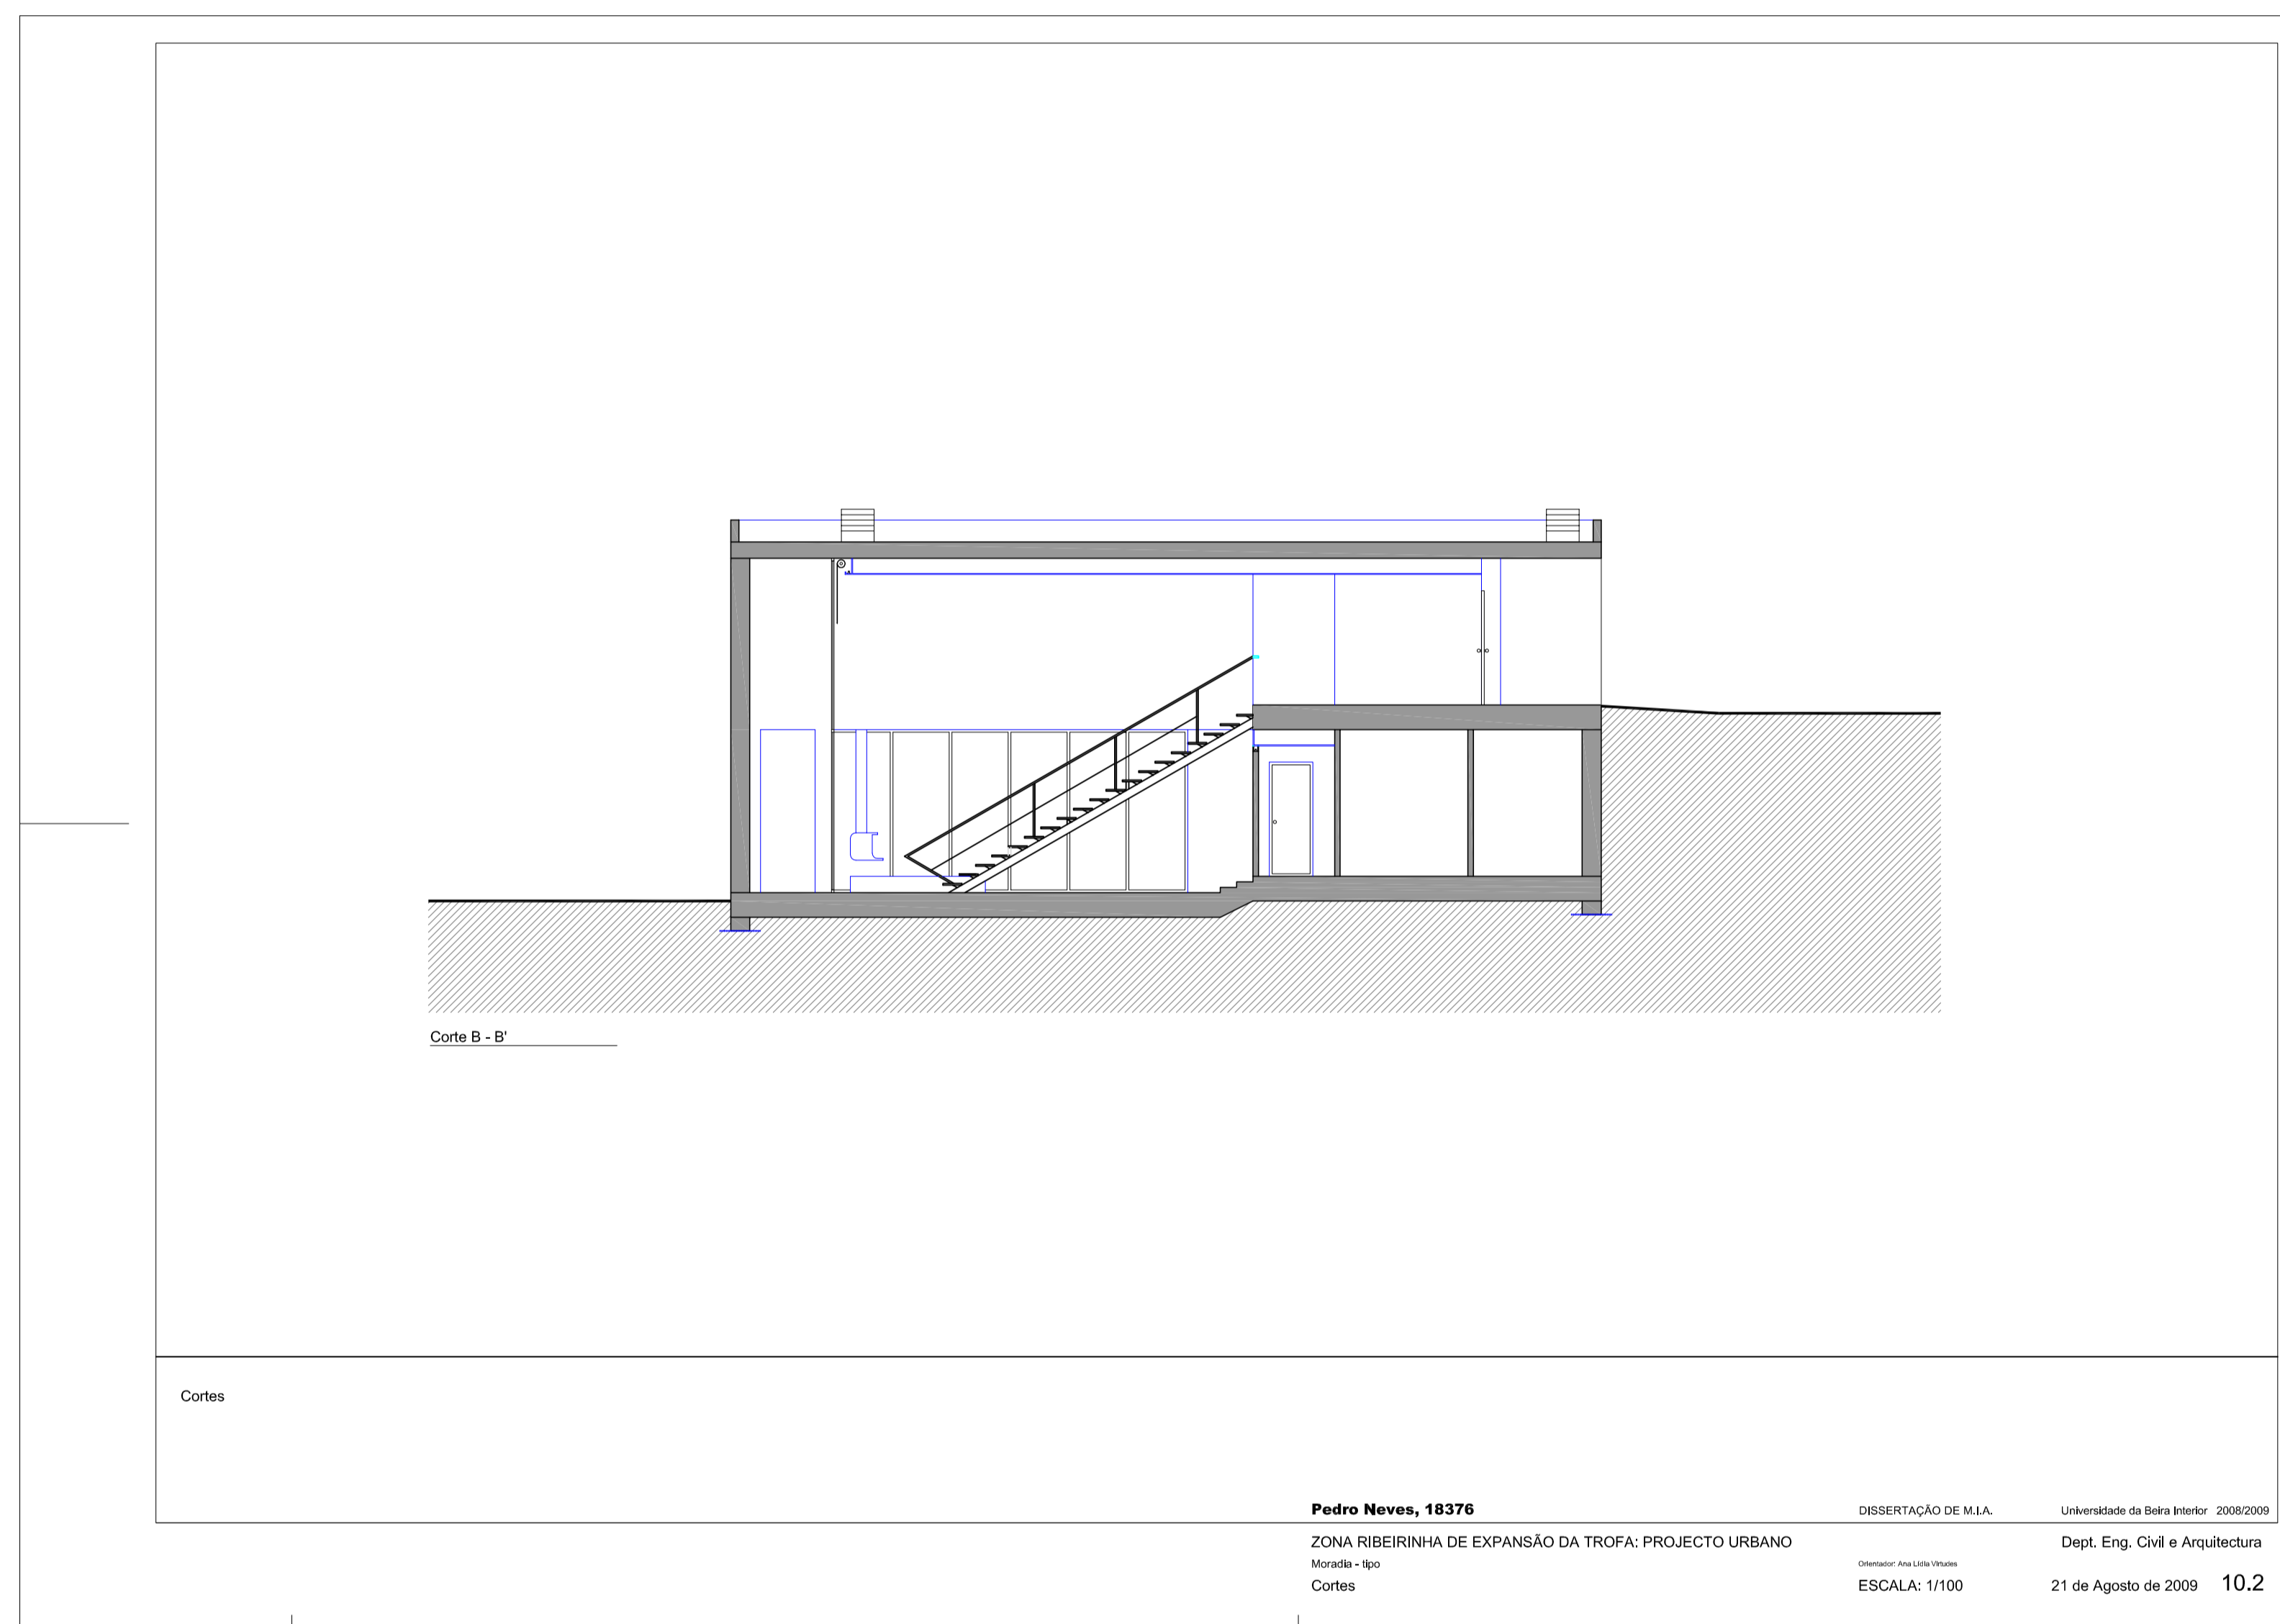 Corte B - B'
Cortes
Pedro Neves, 18376 DISSERTAÇÃO DE M.I.A. Universidade da Beira Interior 2008/2009
ZONA RIBEIRINHA DE EXPANSÃO DA TROFA: PROJECTO URBANO Dept. Eng. Civil e Arquitectura
Moradia - tipo Orientador: Ana Lídia Virtudes
Cortes ESCALA: 1/100 21 de Agosto de 2009 10.2